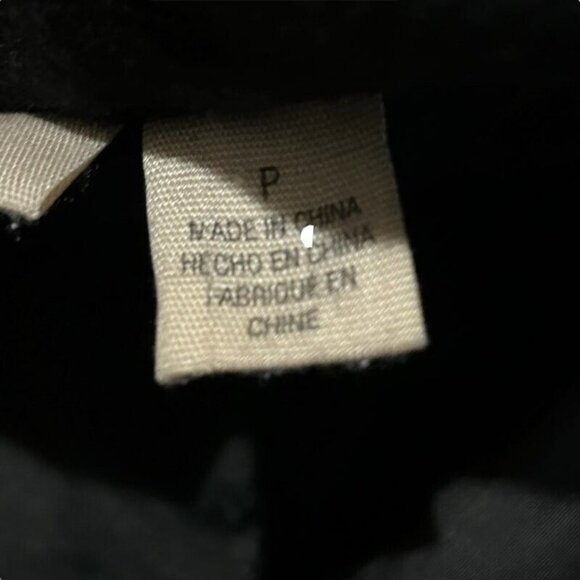 P
MADE IN CHINA
HECHO EN CHINA
FABRIQUE EN
CHINE